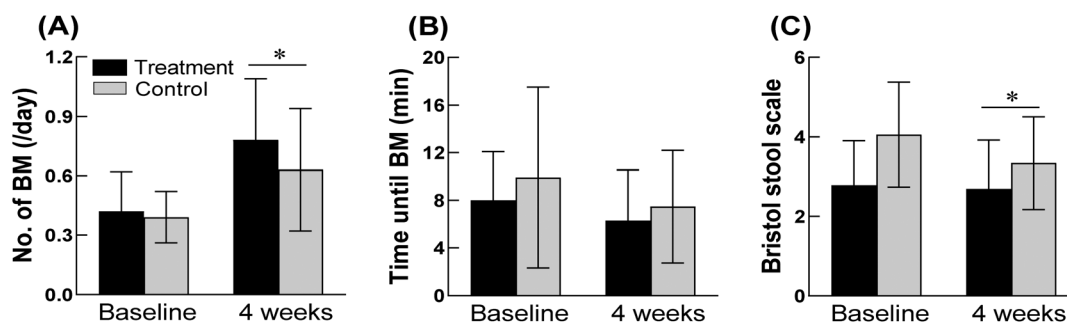 (A)
No. of BM (/day)
1.2
0.9
0.6
0.3
0
Treatment
Control
*
Baseline
4 weeks
(B)
Time until BM (min)
20
16
12
8
4
0
Baseline
4 weeks
(C)
Bristol stool scale
6
4
2
0
*
Baseline
4 weeks